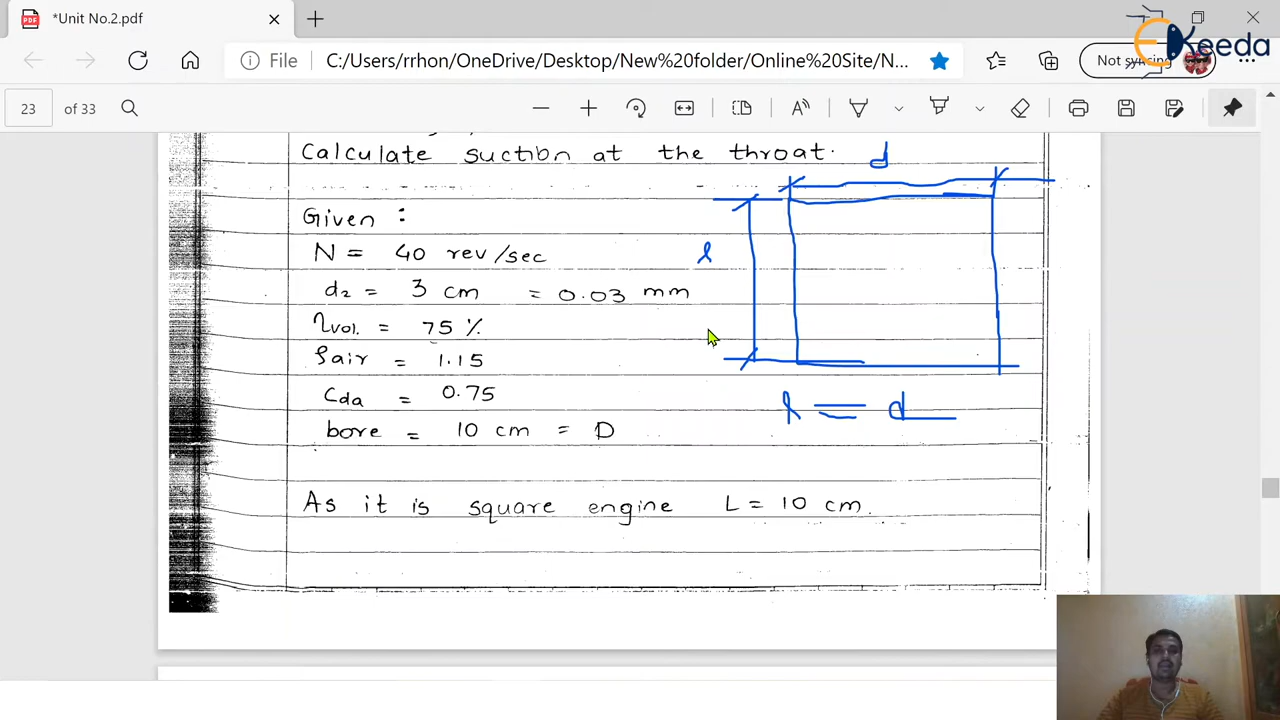 *Unit No.2.pdf
EKeeda
File
C:/Users/rrhon/OneDrive/Desktop/New%20folder/Online%20Site/N...
Not syncing
23 of 33
Calculate suction at the throat.
d
Given :
N = 40 rev/sec
l
d2 = 3 cm = 0.03 mm
ηvol. = 75 %
ρair = 1.15
Cda = 0.75
l = d
bore = 10 cm = D
As it is square engine L = 10 cm.